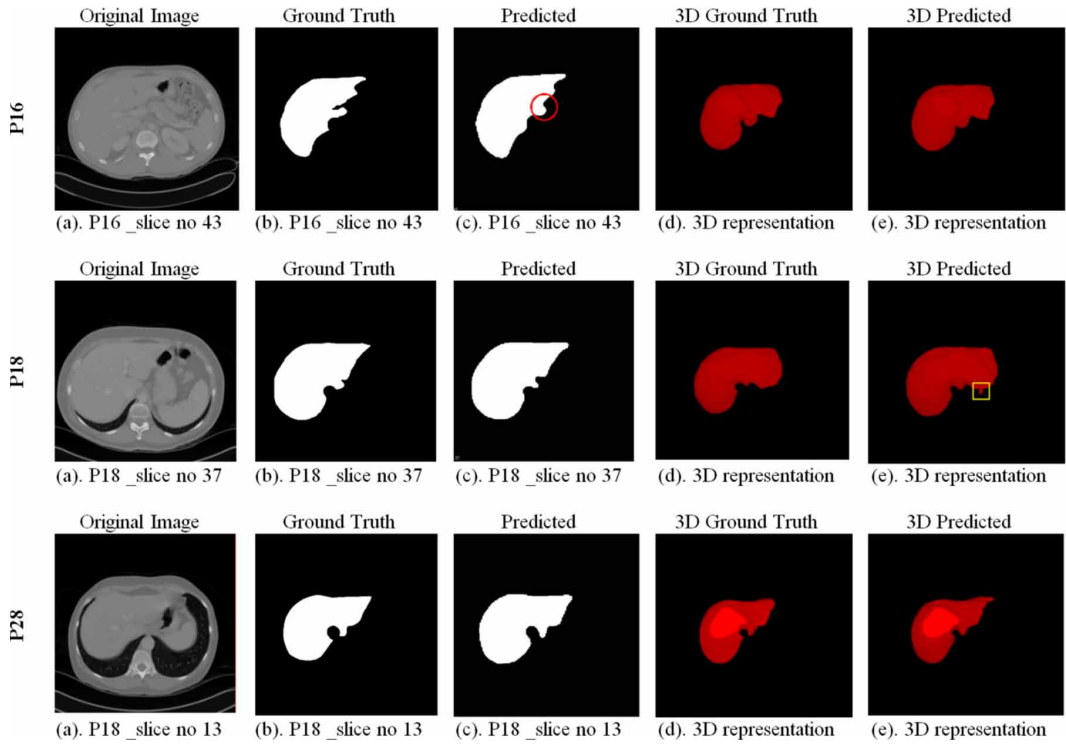 Original Image Ground Truth Predicted 3D Ground Truth 3D Predicted
P16
(a). P16 _slice no 43 (b). P16 _slice no 43 (c). P16 _slice no 43 (d). 3D representation (e). 3D representation
Original Image Ground Truth Predicted 3D Ground Truth 3D Predicted
P18
(a). P18 _slice no 37 (b). P18 _slice no 37 (c). P18 _slice no 37 (d). 3D representation (e). 3D representation
Original Image Ground Truth Predicted 3D Ground Truth 3D Predicted
P28
(a). P18 _slice no 13 (b). P18 _slice no 13 (c). P18 _slice no 13 (d). 3D representation (e). 3D representation